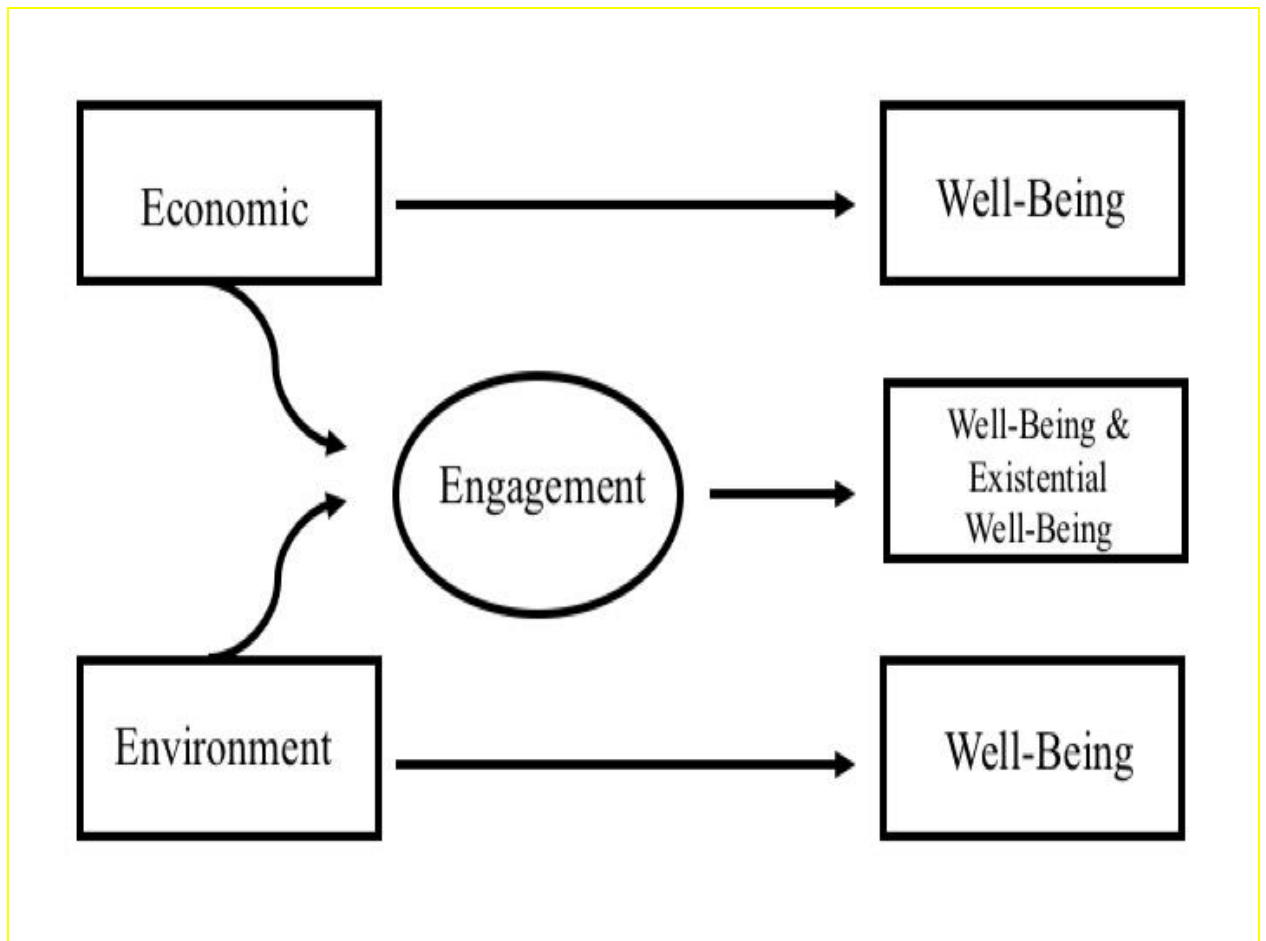 Economic
Well-Being
Engagement
Well-Being &
Existential
Well-Being
Environment
Well-Being